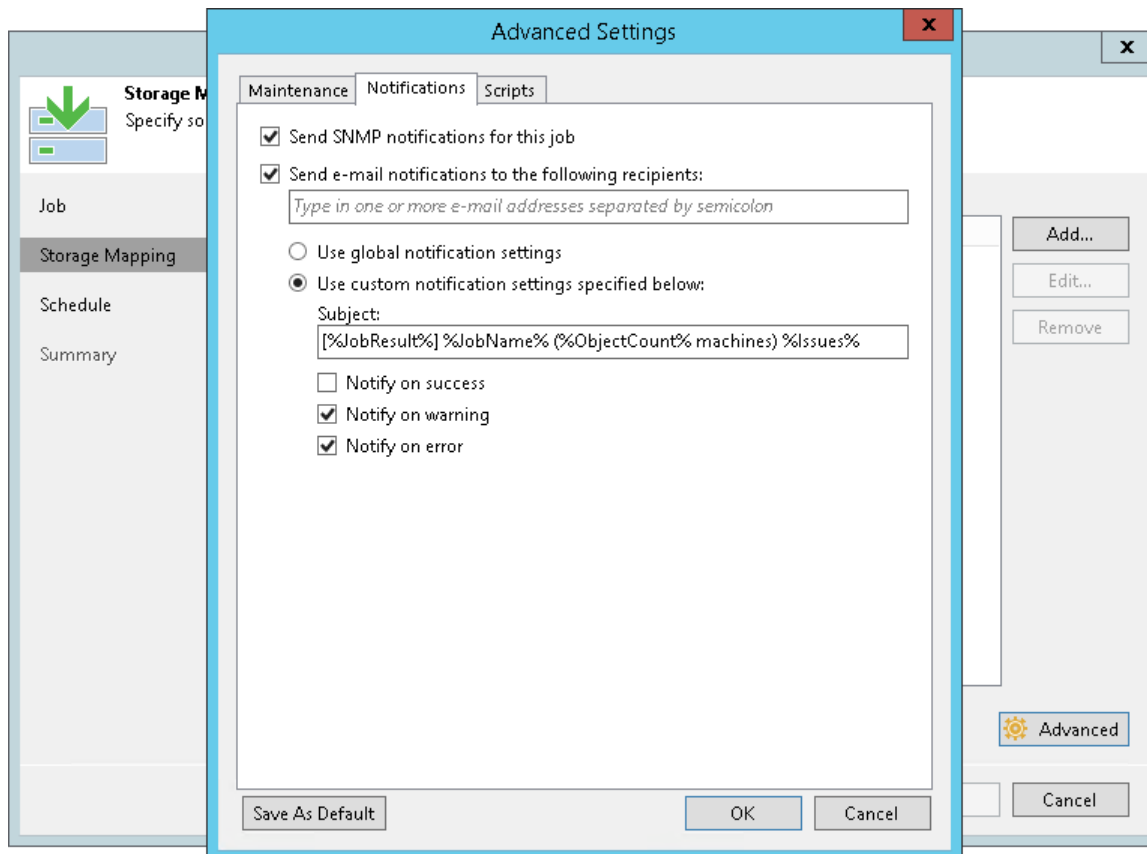 Advanced Settings
x
x
Storage M
Specify so
Job
Storage Mapping
Schedule
Summary
Maintenance
Notifications
Scripts
Send SNMP notifications for this job
Send e-mail notifications to the following recipients:
Type in one or more e-mail addresses separated by semicolon
Use global notification settings
Use custom notification settings specified below:
Subject:
[%JobResult%] %JobName% (%ObjectCount% machines) %Issues%
Notify on success
Notify on warning
Notify on error
Add...
Edit...
Remove
Advanced
Save As Default
OK
Cancel
Cancel